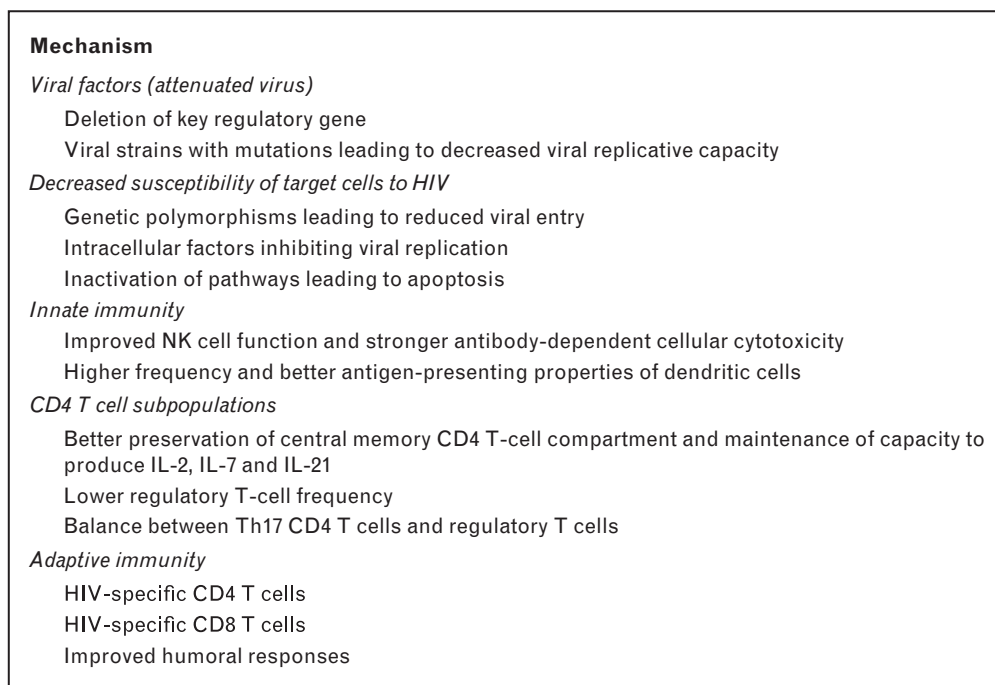 Mechanism
Viral factors (attenuated virus)
Deletion of key regulatory gene
Viral strains with mutations leading to decreased viral replicative capacity
Decreased susceptibility of target cells to HIV
Genetic polymorphisms leading to reduced viral entry
Intracellular factors inhibiting viral replication
Inactivation of pathways leading to apoptosis
Innate immunity
Improved NK cell function and stronger antibody-dependent cellular cytotoxicity
Higher frequency and better antigen-presenting properties of dendritic cells
CD4 T cell subpopulations
Better preservation of central memory CD4 T-cell compartment and maintenance of capacity to
produce IL-2, IL-7 and IL-21
Lower regulatory T-cell frequency
Balance between Th17 CD4 T cells and regulatory T cells
Adaptive immunity
HIV-specific CD4 T cells
HIV-specific CD8 T cells
Improved humoral responses